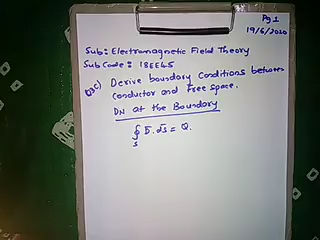 Pg 1
19/6/2020
Sub: Electromagnetic Field Theory
Sub Code: 18EE45
Q3c) Derive boundary Conditions between
conductor and Free space.
DN at the Boundary
∮ D̄. ds̄ = Q.
s